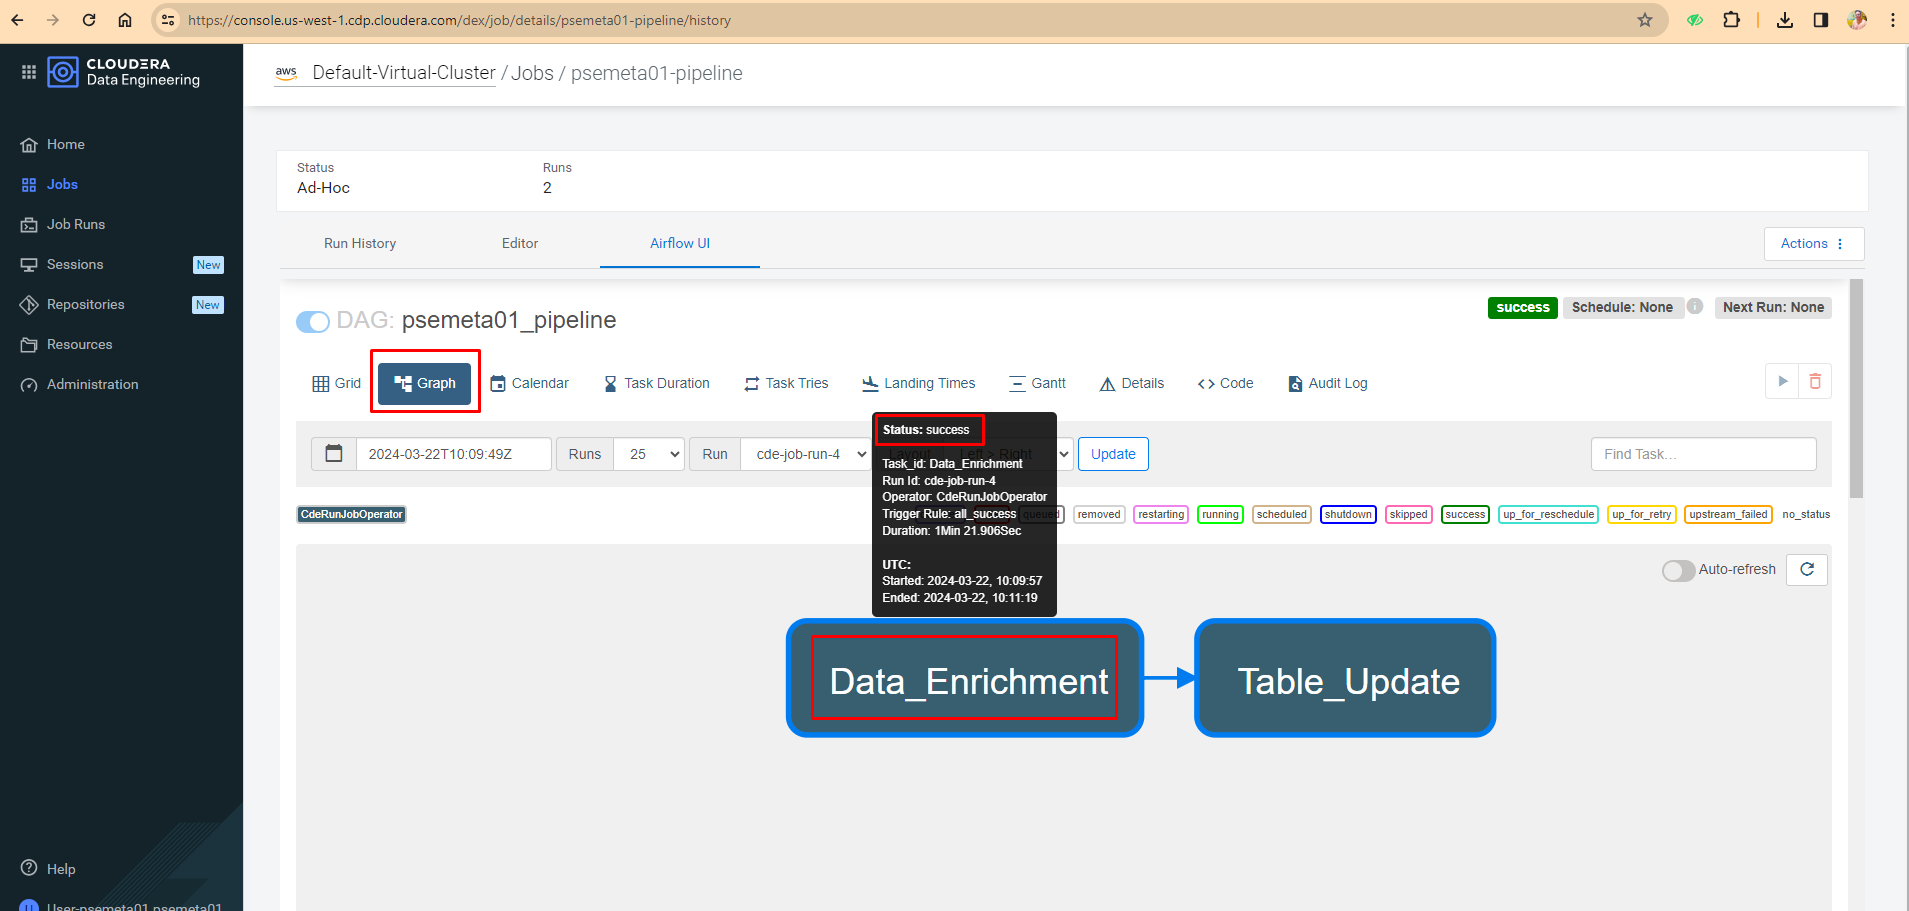 https://console.us-west-1.cdp.cloudera.com/dex/job/details/psemeta01-pipeline/history
CLOUDERA
Data Engineering
aws Default-Virtual-Cluster / Jobs / psemeta01-pipeline
Home
Jobs
Job Runs
Sessions New
Repositories New
Resources
Administration
Help
User-psemeta01 psemeta01
Status
Ad-Hoc
Runs
2
Run History Editor Airflow UI Actions
DAG: psemeta01_pipeline
success Schedule: None i Next Run: None
Grid Graph Calendar Task Duration Task Tries Landing Times Gantt Details Code Audit Log
2024-03-22T10:09:49Z Runs 25 Run cde-job-run-4 Layout Left > Right Update Find Task…
Status: success
Task_id: Data_Enrichment
Run Id: cde-job-run-4
Operator: CdeRunJobOperator
Trigger Rule: all_success
Duration: 1Min 21.906Sec
UTC:
Started: 2024-03-22, 10:09:57
Ended: 2024-03-22, 10:11:19
CdeRunJobOperator
queued removed restarting running scheduled shutdown skipped success up_for_reschedule up_for_retry upstream_failed no_status
Auto-refresh
Data_Enrichment Table_Update